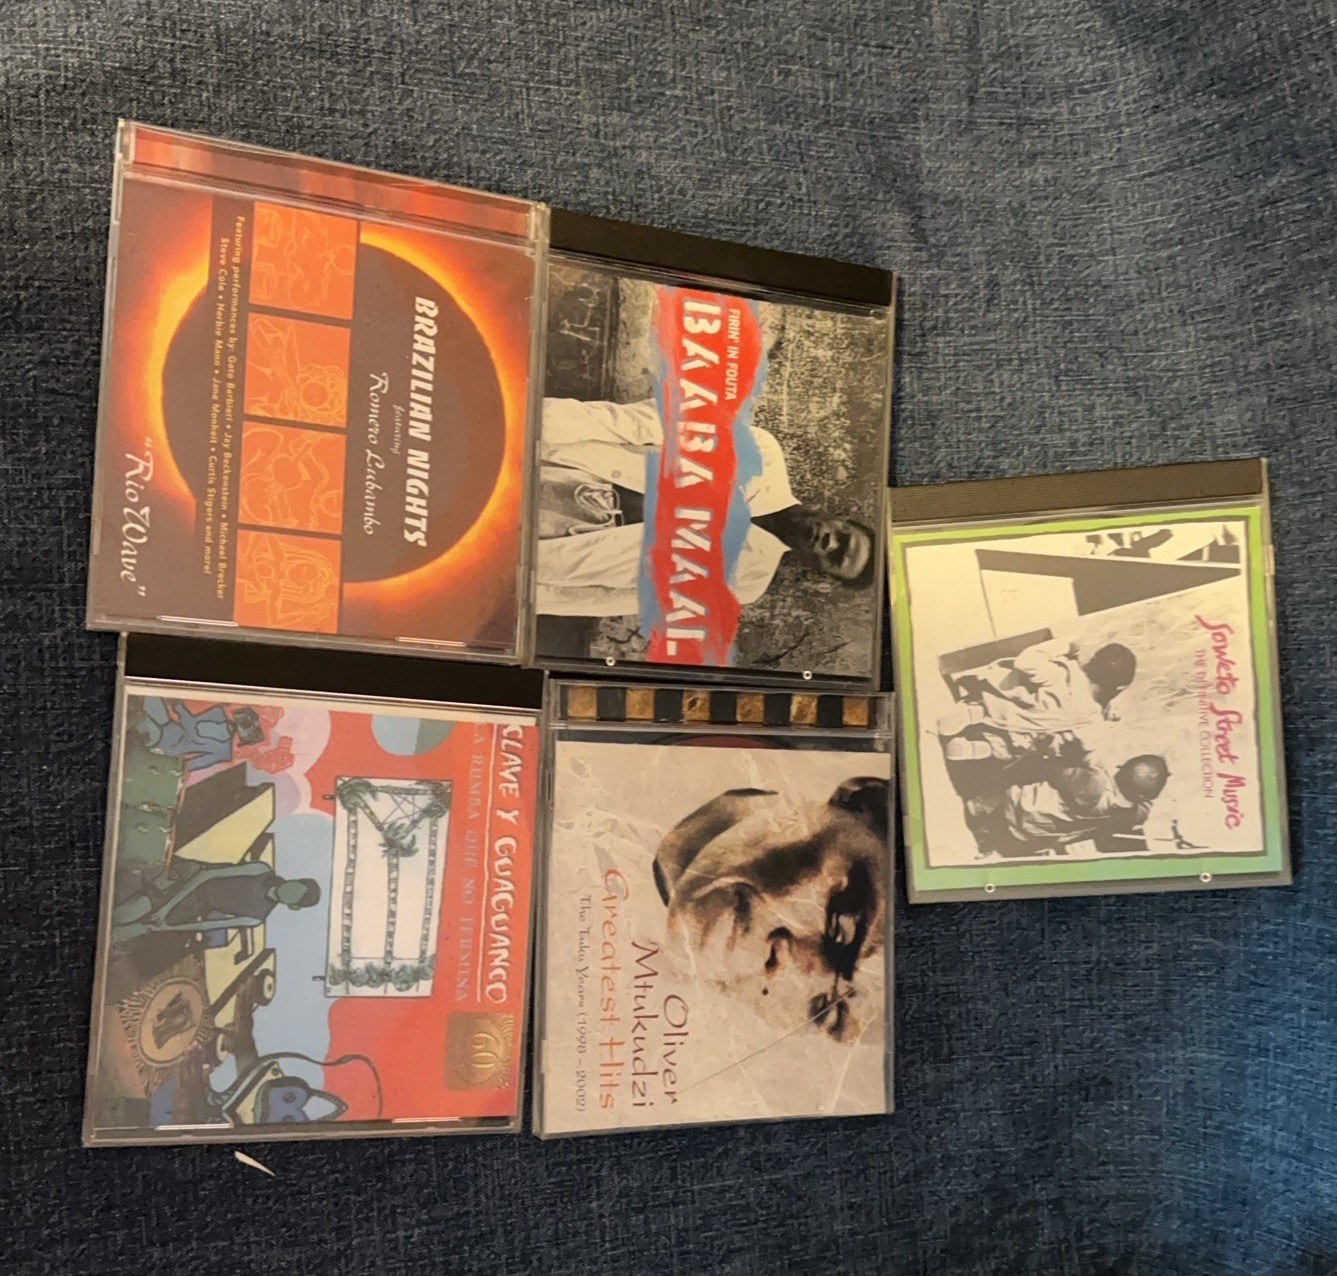 BRAZILIAN NIGHTS
featuring
Romero Lubambo
Featuring performances by: Gato Barbieri • Jay Beckenstein • Michael Brecker
Steve Cole • Herbie Mann • Jane Monheit • Curtis Stigers and more!
"Rio Wave"
FIRIN' IN FOUTA
BAABA MAAL
Soweto Street Music
THE DEFINITIVE COLLECTION
CLAVE Y GUAGUANCO
LA RUMBA QUE NO TERMINA
60
Oliver
Mtukudzi
Greatest Hits
The Tuku Years (1998 - 2002)